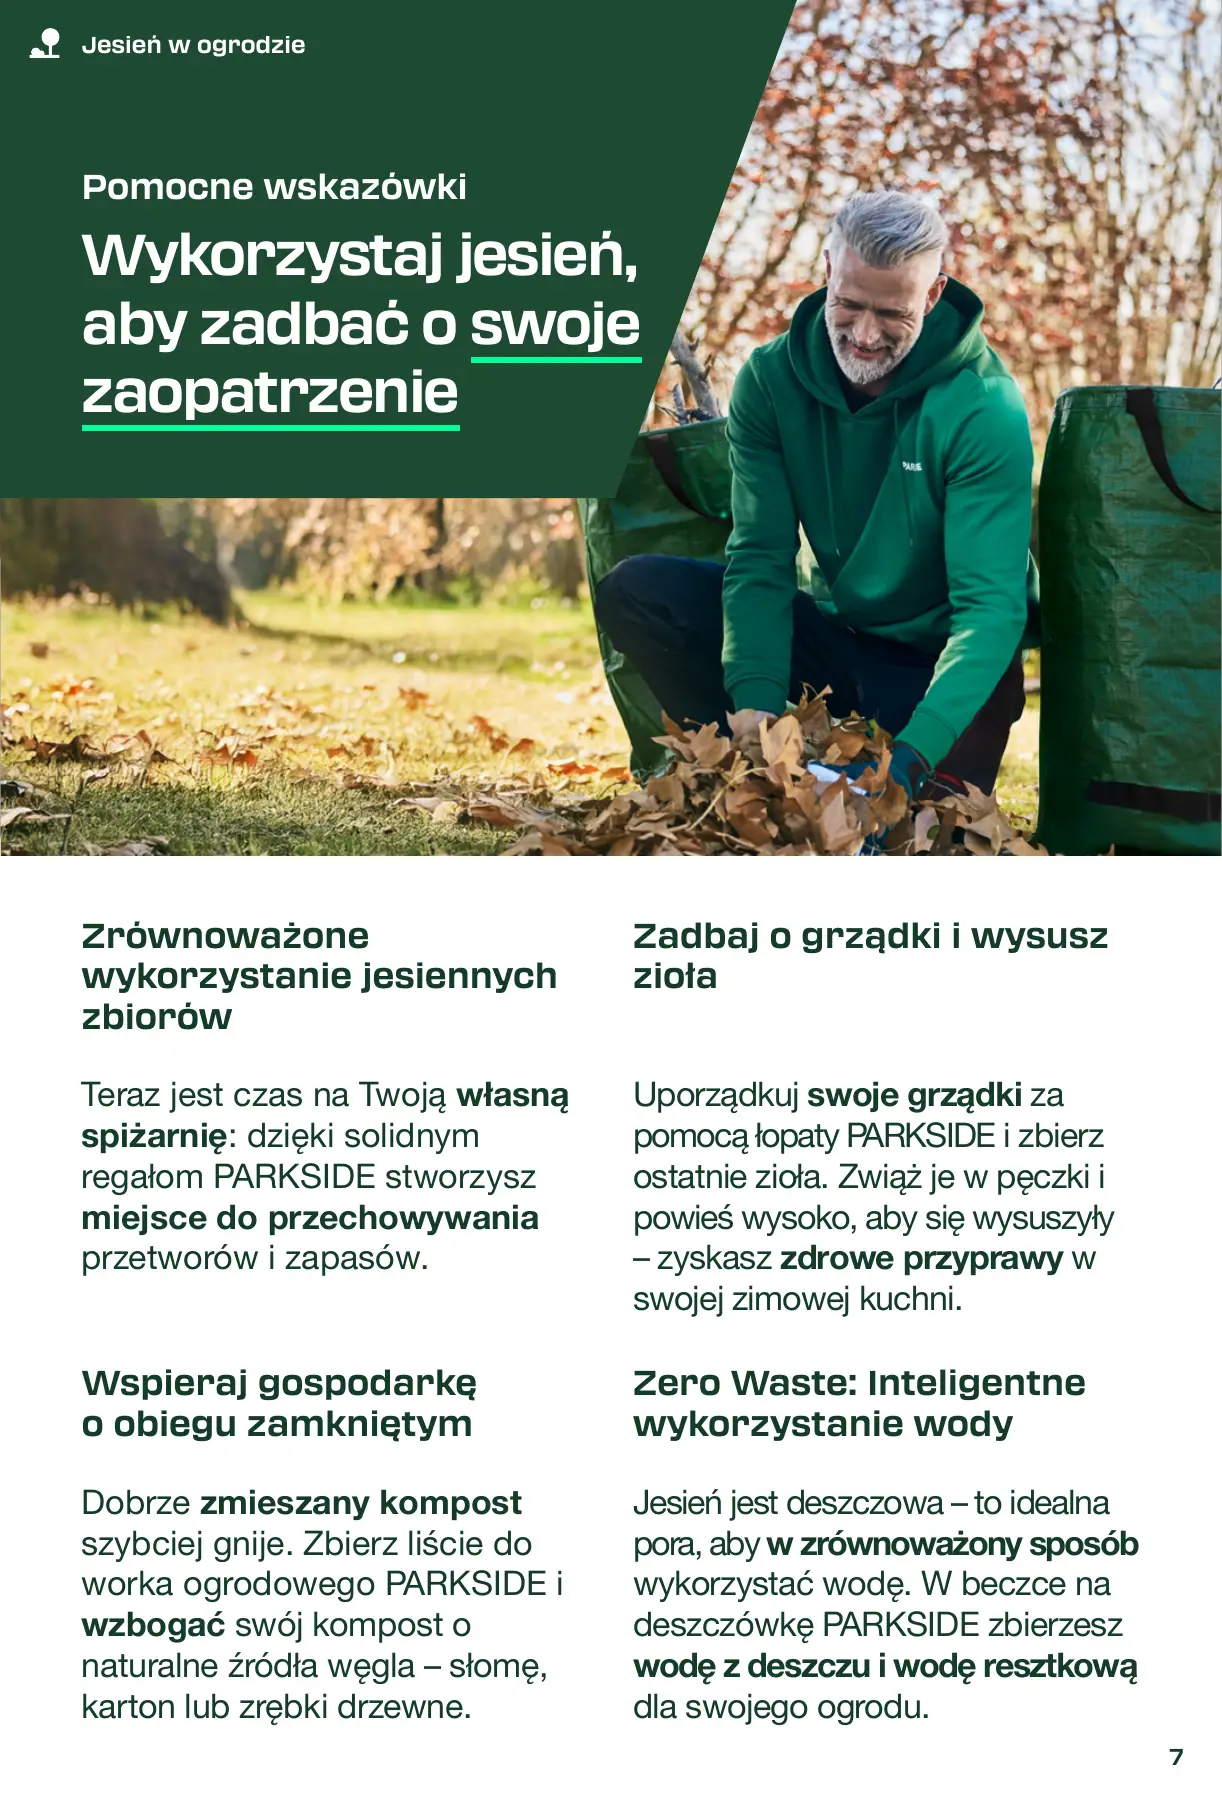 Jesień w ogrodzie
Pomocne wskazówki
Wykorzystaj jesień,
aby zadbać o swoje
zaopatrzenie
Zrównoważone
wykorzystanie jesiennych
zbiorów
Teraz jest czas na Twoją własną
spiżarnię: dzięki solidnym
regałom PARKSIDE stworzysz
miejsce do przechowywania
przetworów i zapasów.
Zadbaj o grządki i wysusz
zioła
Uporządkuj swoje grządki za
pomocą łopaty PARKSIDE i zbierz
ostatnie zioła. Zwiąż je w pęczki i
powieś wysoko, aby się wysuszyły
– zyskasz zdrowe przyprawy w
swojej zimowej kuchni.
Wspieraj gospodarkę
o obiegu zamkniętym
Dobrze zmieszany kompost
szybciej gnije. Zbierz liście do
worka ogrodowego PARKSIDE i
wzbogać swój kompost o
naturalne źródła węgla – słomę,
karton lub zrębki drzewne.
Zero Waste: Inteligentne
wykorzystanie wody
Jesień jest deszczowa – to idealna
pora, aby w zrównoważony sposób
wykorzystać wodę. W beczce na
deszczówkę PARKSIDE zbierzesz
wodę z deszczu i wodę resztkową
dla swojego ogrodu.
7